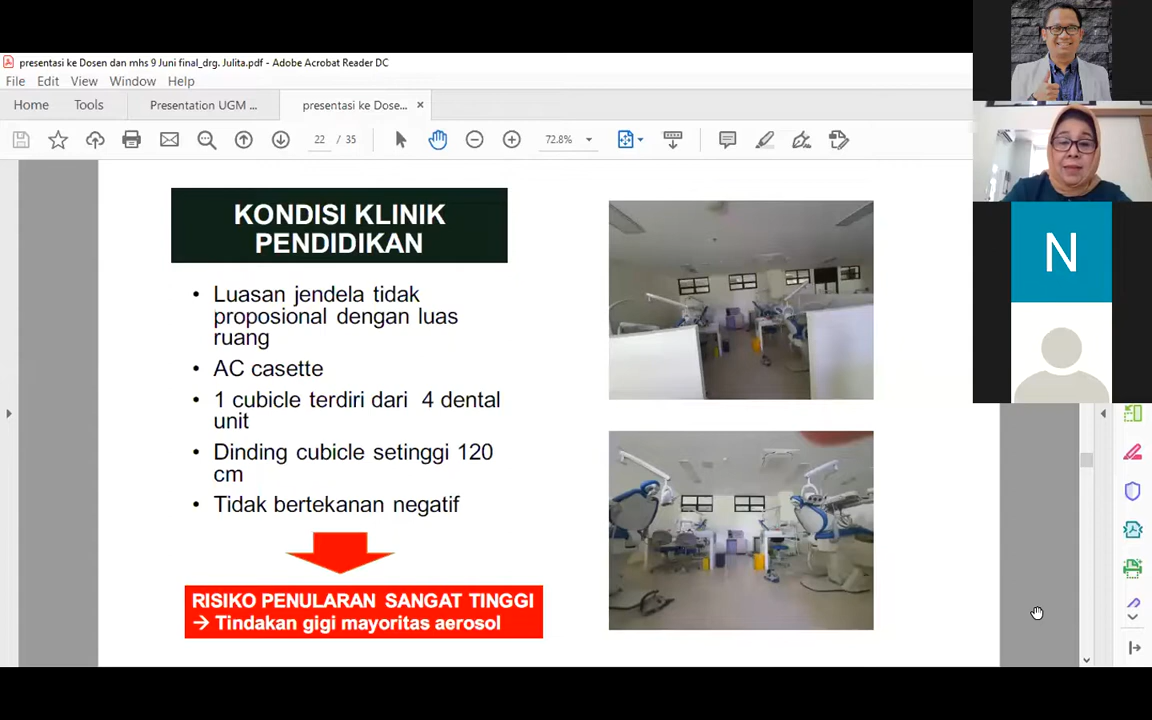 presentasi ke Dosen dan mhs 9 Juni final_drg. Julita.pdf - Adobe Acrobat Reader DC
File Edit View Window Help
Home Tools Presentation UGM ... presentasi ke Dose... ×
22 / 35 72.8%
KONDISI KLINIK
PENDIDIKAN
• Luasan jendela tidak
proposional dengan luas
ruang
• AC casette
• 1 cubicle terdiri dari 4 dental
unit
• Dinding cubicle setinggi 120
cm
• Tidak bertekanan negatif
RISIKO PENULARAN SANGAT TINGGI
→ Tindakan gigi mayoritas aerosol
N